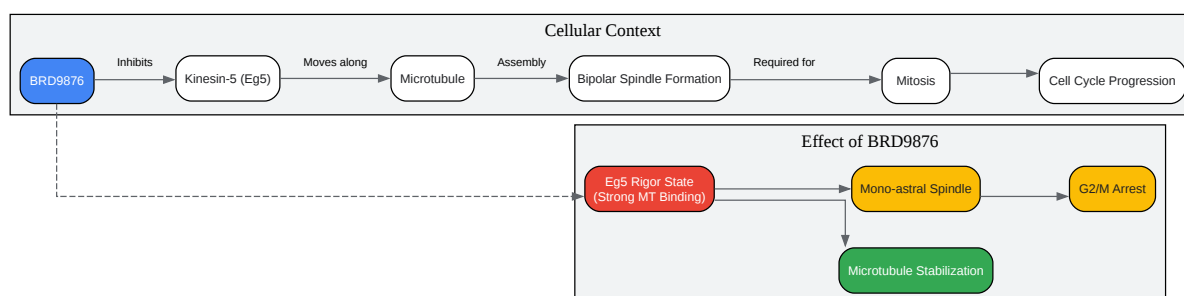 Cellular Context
BRD9876
Inhibits
Kinesin-5 (Eg5)
Moves along
Microtubule
Assembly
Bipolar Spindle Formation
Required for
Mitosis
Cell Cycle Progression
Effect of BRD9876
Eg5 Rigor State
(Strong MT Binding)
Mono-astral Spindle
G2/M Arrest
Microtubule Stabilization